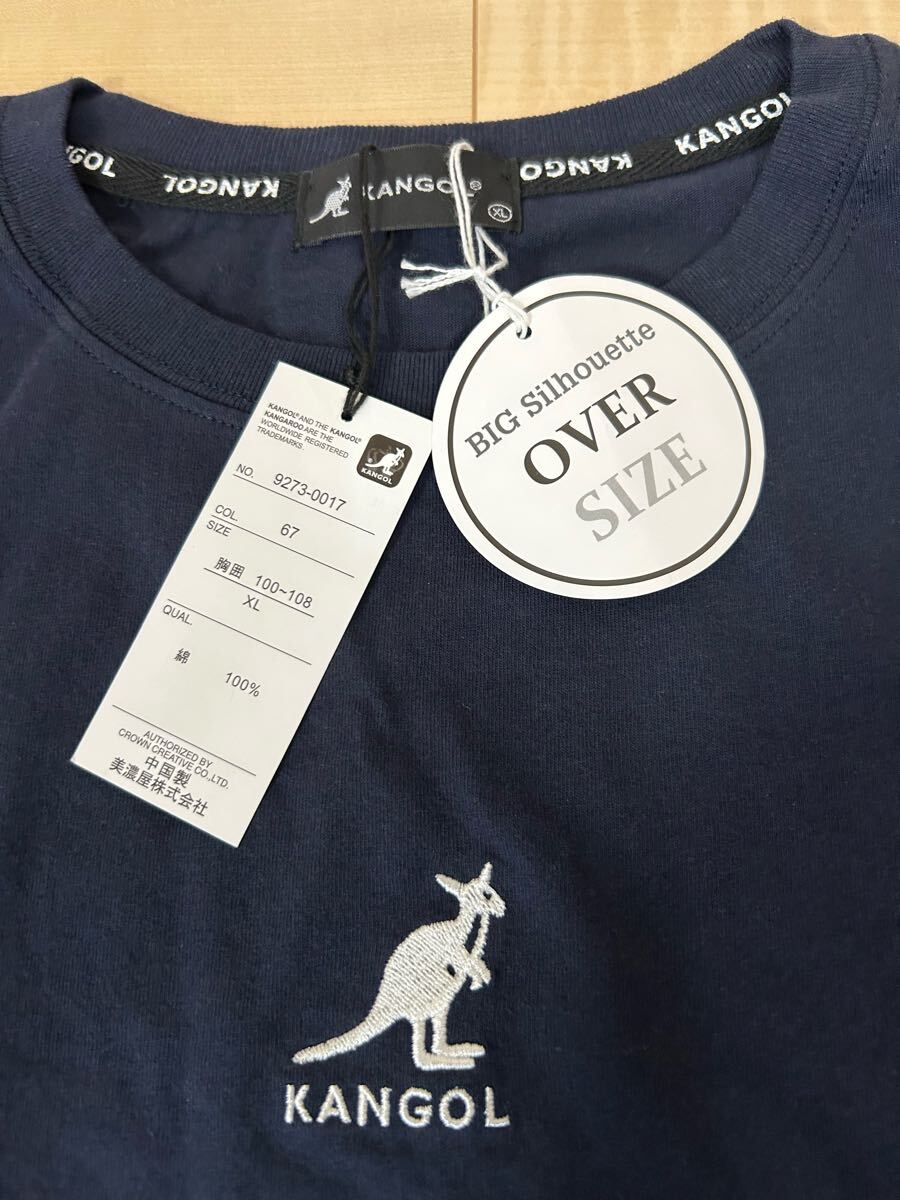 GOL
KANGOL
KANGOL®
XL
KANGOL
KANGOL
BIG Silhouette
OVER
SIZE
KANGOL® AND THE KANGOL®
KANGAROO ARE THE
WORLDWIDE REGISTERED
TRADEMARKS.
KANGOL
NO. 9273-0017
COL. 67
SIZE
胸囲 100~108
XL
QUAL.
綿
100%
AUTHORIZED BY
CROWN CREATIVE CO.,LTD.
中国製
美濃屋株式会社
KANGOL